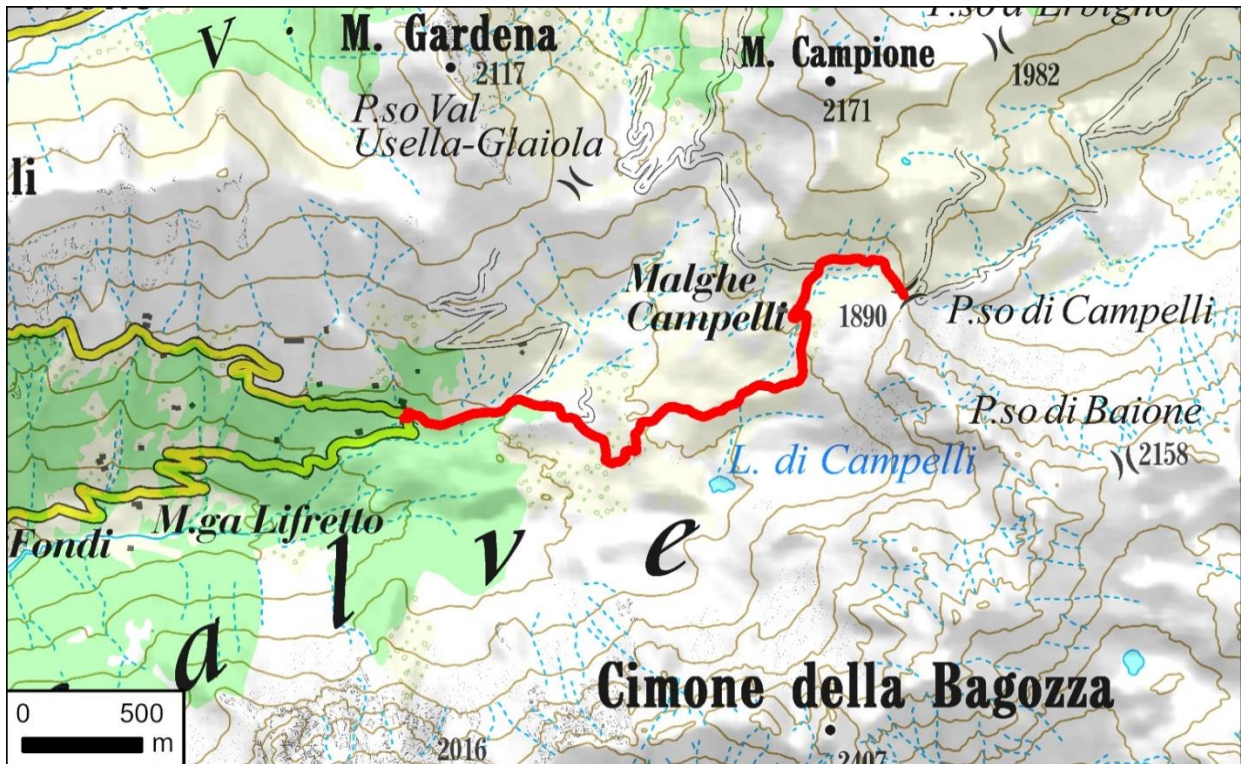 V
M. Gardena
2117
P.so Val
Usella-Glaiola
M. Campione
2171
1982
li
Malghe
Campelli
1890
P.so di Campelli
P.so di Baione
2158
L. di Campelli
M.ga Lifretto
Fondi
a l v e
Cimone della Bagozza
2407
2016
0 500
m